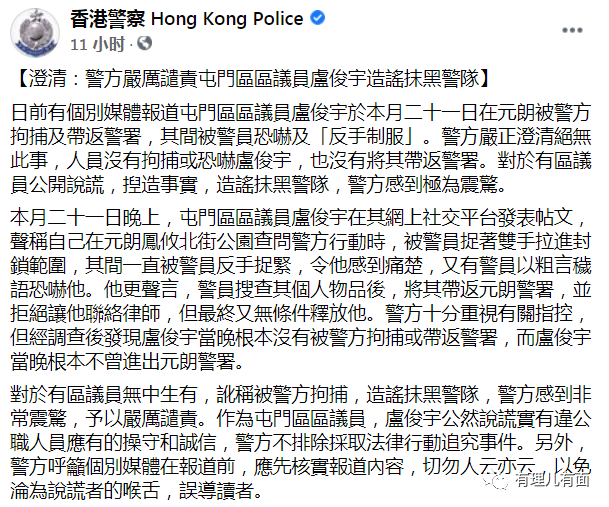 香港警察 Hong Kong Police
11 小时 ·
【澄清：警方嚴厲譴責屯門區區議員盧俊宇造謠抹黑警隊】
日前有個別媒體報道屯門區區議員盧俊宇於本月二十一日在元朗被警方
拘捕及帶返警署，其間被警員恐嚇及「反手制服」。警方嚴正澄清絕無
此事，人員沒有拘捕或恐嚇盧俊宇，也沒有將其帶返警署。對於有區議
員公開說謊，捏造事實，造謠抹黑警隊，警方感到極為震驚。
本月二十一日晚上，屯門區區議員盧俊宇在其網上社交平台發表帖文，
聲稱自己在元朗鳳攸北街公園查問警方行動時，被警員捉著雙手拉進封
鎖範圍，其間一直被警員反手捉緊，令他感到痛楚，又有警員以粗言穢
語恐嚇他。他更聲言，警員搜查其個人物品後，將其帶返元朗警署，並
拒絕讓他聯絡律師，但最終又無條件釋放他。警方十分重視有關指控，
但經調查後發現盧俊宇當晚根本沒有被警方拘捕或帶返警署，而盧俊宇
當晚根本不曾進出元朗警署。
對於有區議員無中生有，訛稱被警方拘捕，造謠抹黑警隊，警方感到非
常震驚，予以嚴厲譴責。作為屯門區區議員，盧俊宇公然說謊實有違公
職人員應有的操守和誠信，警方不排除採取法律行動追究事件。另外，
警方呼籲個別媒體在報道前，應先核實報道內容，切勿人云亦云，以免
淪為說謊者的喉舌，誤導讀者。
有理儿有面